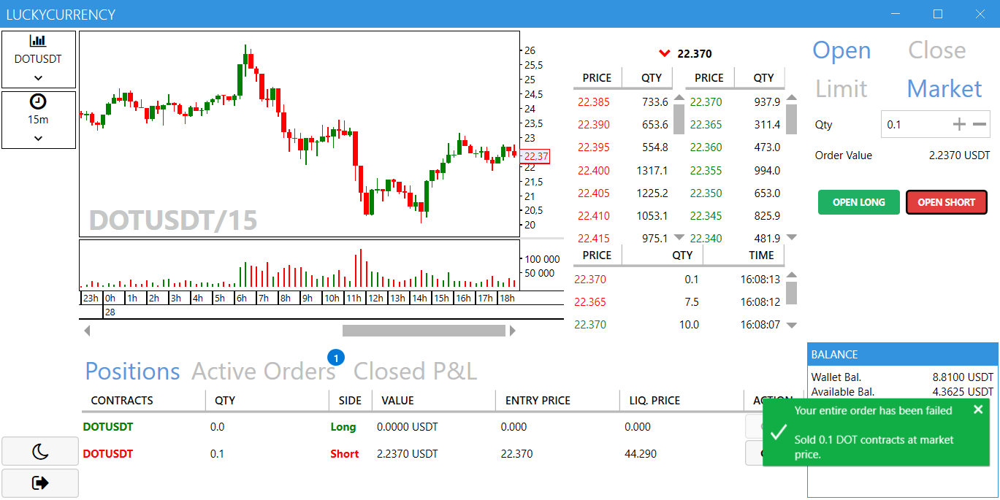 LUCKYCURRENCY
DOTUSDT
15m
26
25,5
25
24,5
24
23,5
23
22,5
22.37
22
21,5
21
20,5
20
DOTUSDT/15
100 000
50 000
23h 0h 1h 2h 3h 4h 5h 6h 7h 8h 9h 10h 11h 12h 13h 14h 15h 16h 17h 18h
28
22.370
PRICE QTY PRICE QTY
22.385 733.6 22.370 937.9
22.390 653.6 22.365 311.4
22.395 554.8 22.360 473.0
22.400 1317.1 22.355 994.0
22.405 1225.2 22.350 653.0
22.410 1053.1 22.345 825.9
22.415 975.1 22.340 481.9
PRICE QTY TIME
22.370 0.1 16:08:13
22.365 7.5 16:08:12
22.370 10.0 16:08:07
Open Close
Limit Market
Qty 0.1
Order Value 2.2370 USDT
OPEN LONG OPEN SHORT
Positions Active Orders 1 Closed P&L
CONTRACTS QTY SIDE VALUE ENTRY PRICE LIQ. PRICE
DOTUSDT 0.0 Long 0.0000 USDT 0.000 0.000
DOTUSDT 0.1 Short 2.2370 USDT 22.370 44.290
BALANCE
Wallet Bal. 8.8100 USDT
Available Bal. 4.3625 USDT
Your entire order has been failed
Sold 0.1 DOT contracts at market
price.